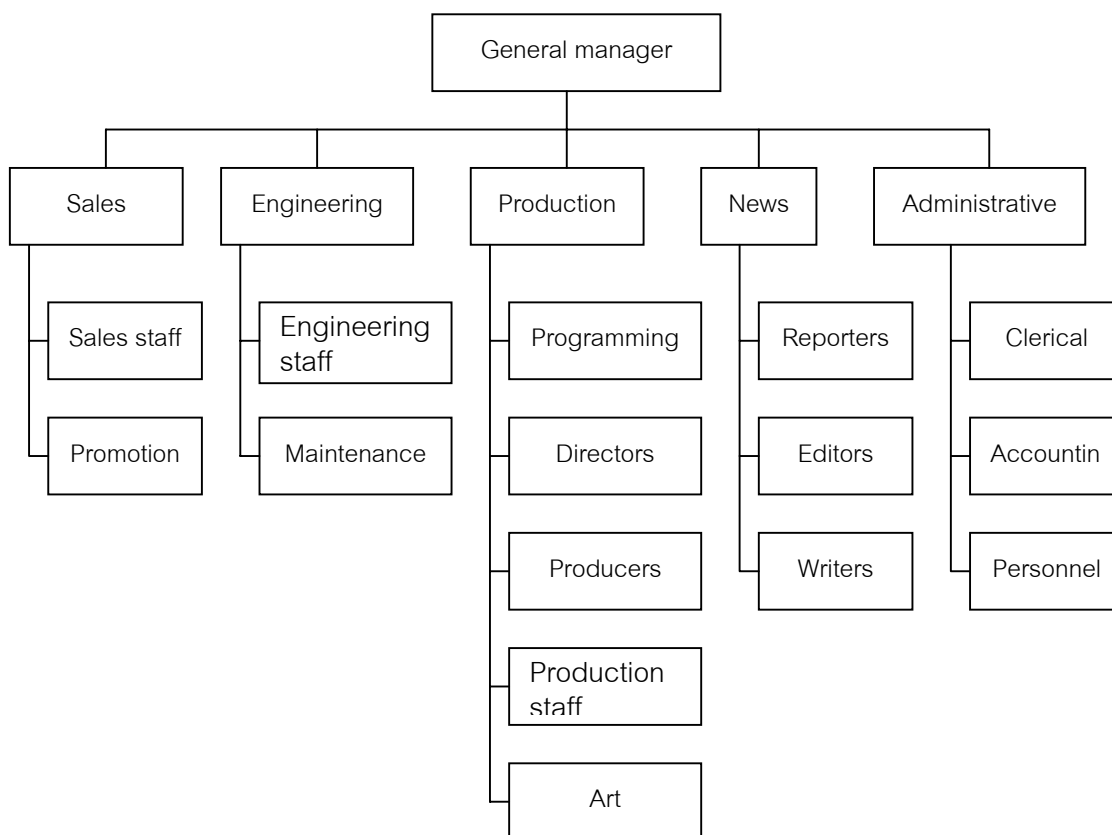 General manager
Sales
Engineering
Production
News
Administrative
Sales staff
Engineering
staff
Programming
Reporters
Clerical
Promotion
Maintenance
Directors
Editors
Accountin
Producers
Writers
Personnel
Production
staff
Art